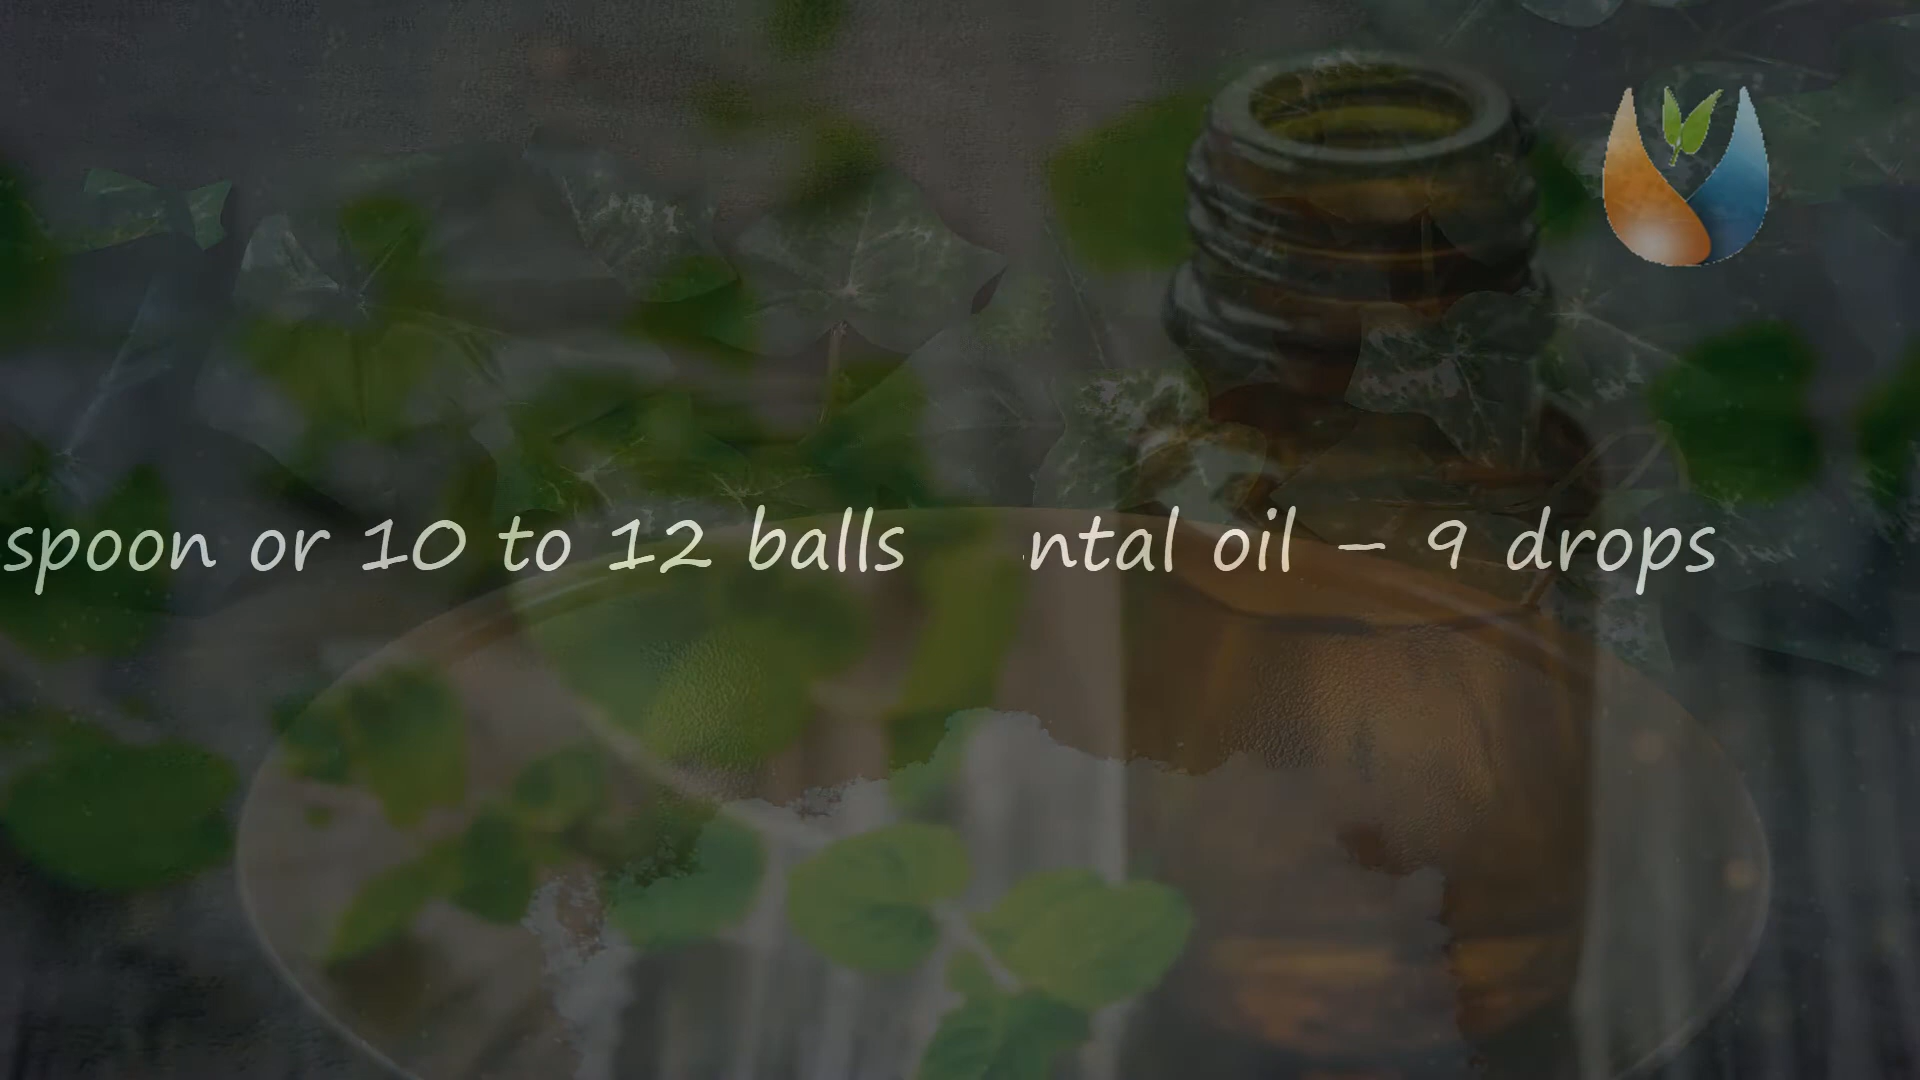 spoon or 10 to 12 balls ntal oil – 9 drops